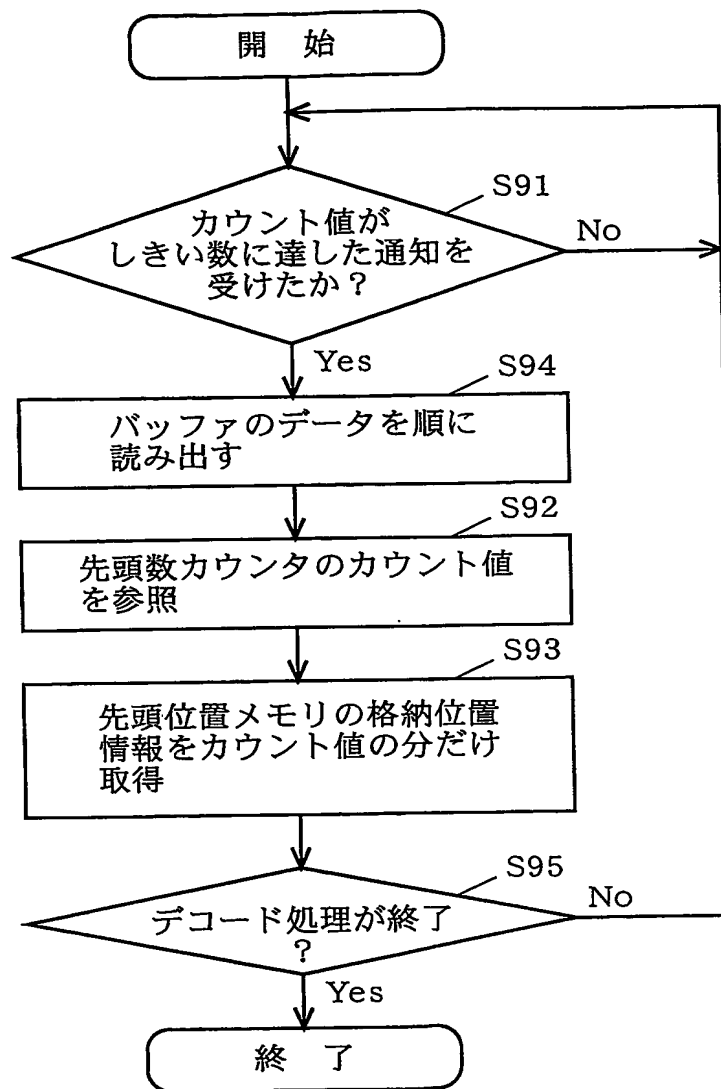 開 始
S91
カウント値が
しきい数に達した通知を
受けたか?
No
Yes
S94
バッファのデータを順に
読み出す
S92
先頭数カウンタのカウント値
を参照
S93
先頭位置メモリの格納位置
情報をカウント値の分だけ
取得
S95
デコード処理が終了
?
No
Yes
終 了